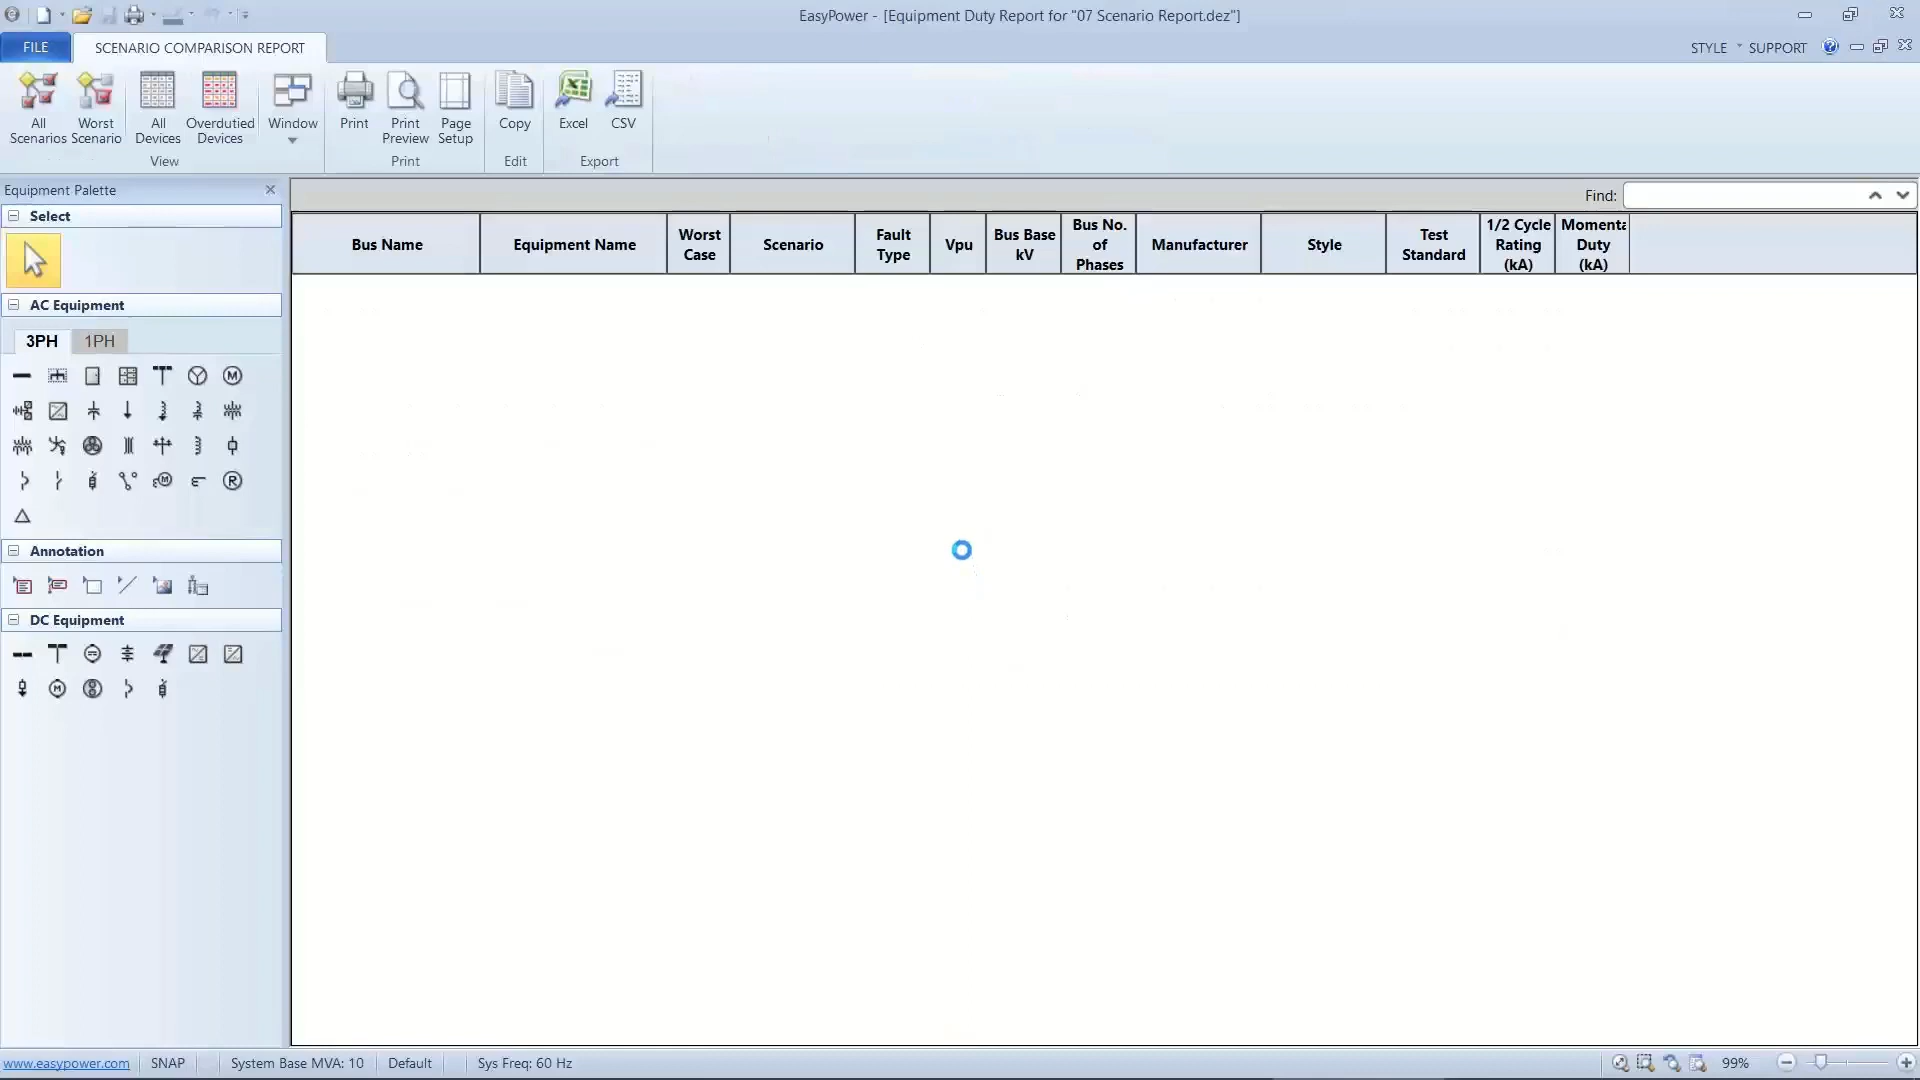 EasyPower - [Equipment Duty Report for "07 Scenario Report.dez"]
FILE
SCENARIO COMPARISON REPORT
STYLE
SUPPORT
All
Scenarios
Worst
Scenario
All
Devices
Overdutied
Devices
Window
Print
Print
Preview
Page
Setup
Copy
Excel
CSV
View
Print
Edit
Export
Equipment Palette
Find:
Select
Bus Name
Equipment Name
Worst
Case
Scenario
Fault
Type
Vpu
Bus Base
kV
Bus No.
of
Phases
Manufacturer
Style
Test
Standard
1/2 Cycle
Rating
(kA)
Momenta
Duty
(kA)
AC Equipment
3PH
1PH
Annotation
DC Equipment
www.easypower.com
SNAP
System Base MVA: 10
Default
Sys Freq: 60 Hz
99%